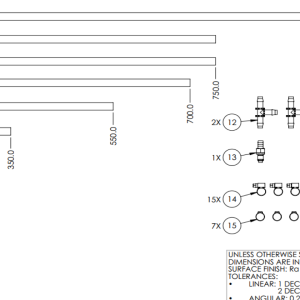 750.0
700.0
550.0
350.0
2X 12
1X 13
15X 14
7X 15
UNLESS OTHERWISE S
DIMENSIONS ARE IN
SURFACE FINISH: Ra
TOLERANCES:
• LINEAR: 1 DEC
2 DEC
• ANGULAR: 0.2